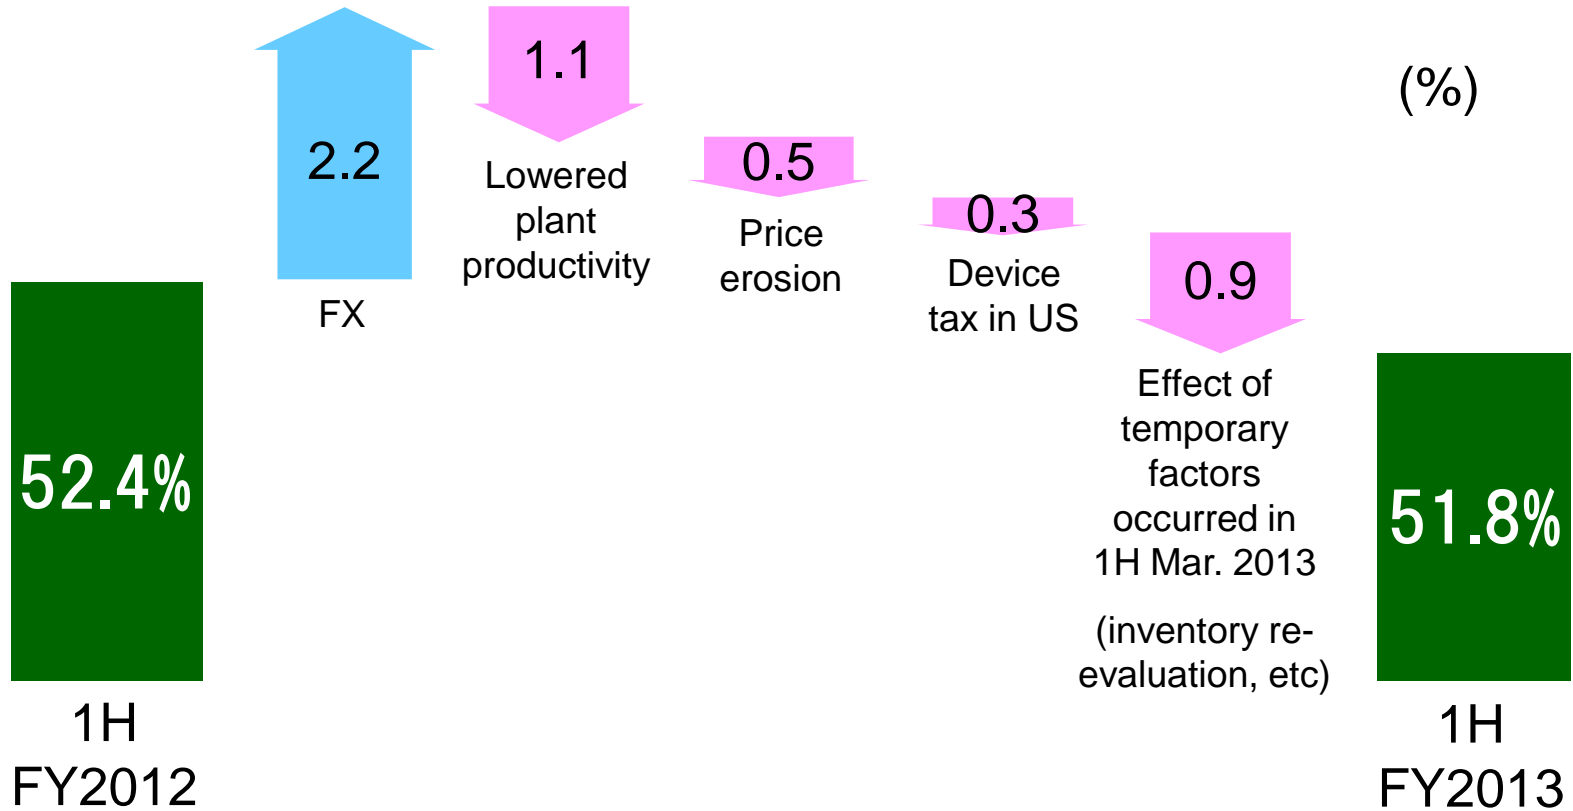 (%)
2.2
FX
1.1
Lowered
plant
productivity
0.5
Price
erosion
0.3
Device
tax in US
0.9
Effect of
temporary
factors
occurred in
1H Mar. 2013
(inventory re-
evaluation, etc)
52.4%
1H
FY2012
51.8%
1H
FY2013